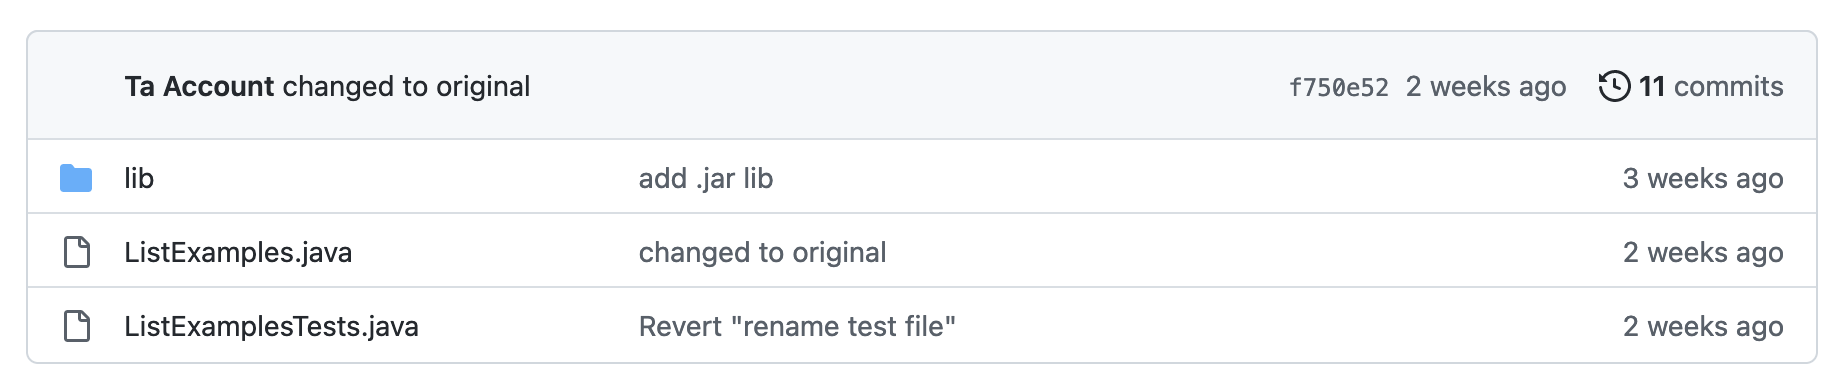 Ta Account changed to original f750e52 2 weeks ago 11 commits
lib add .jar lib 3 weeks ago
ListExamples.java changed to original 2 weeks ago
ListExamplesTests.java Revert "rename test file" 2 weeks ago